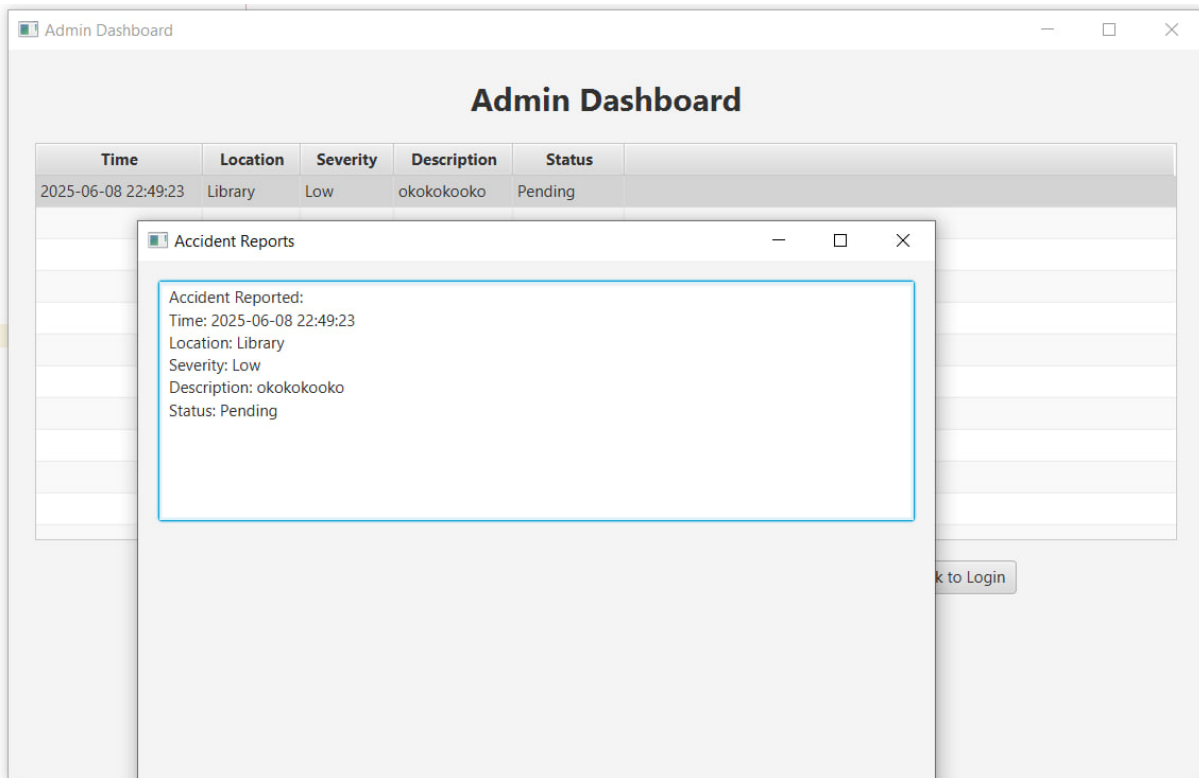 Admin Dashboard
Admin Dashboard
Time Location Severity Description Status
2025-06-08 22:49:23 Library Low okokokooko Pending
Accident Reports
Accident Reported:
Time: 2025-06-08 22:49:23
Location: Library
Severity: Low
Description: okokokooko
Status: Pending
k to Login